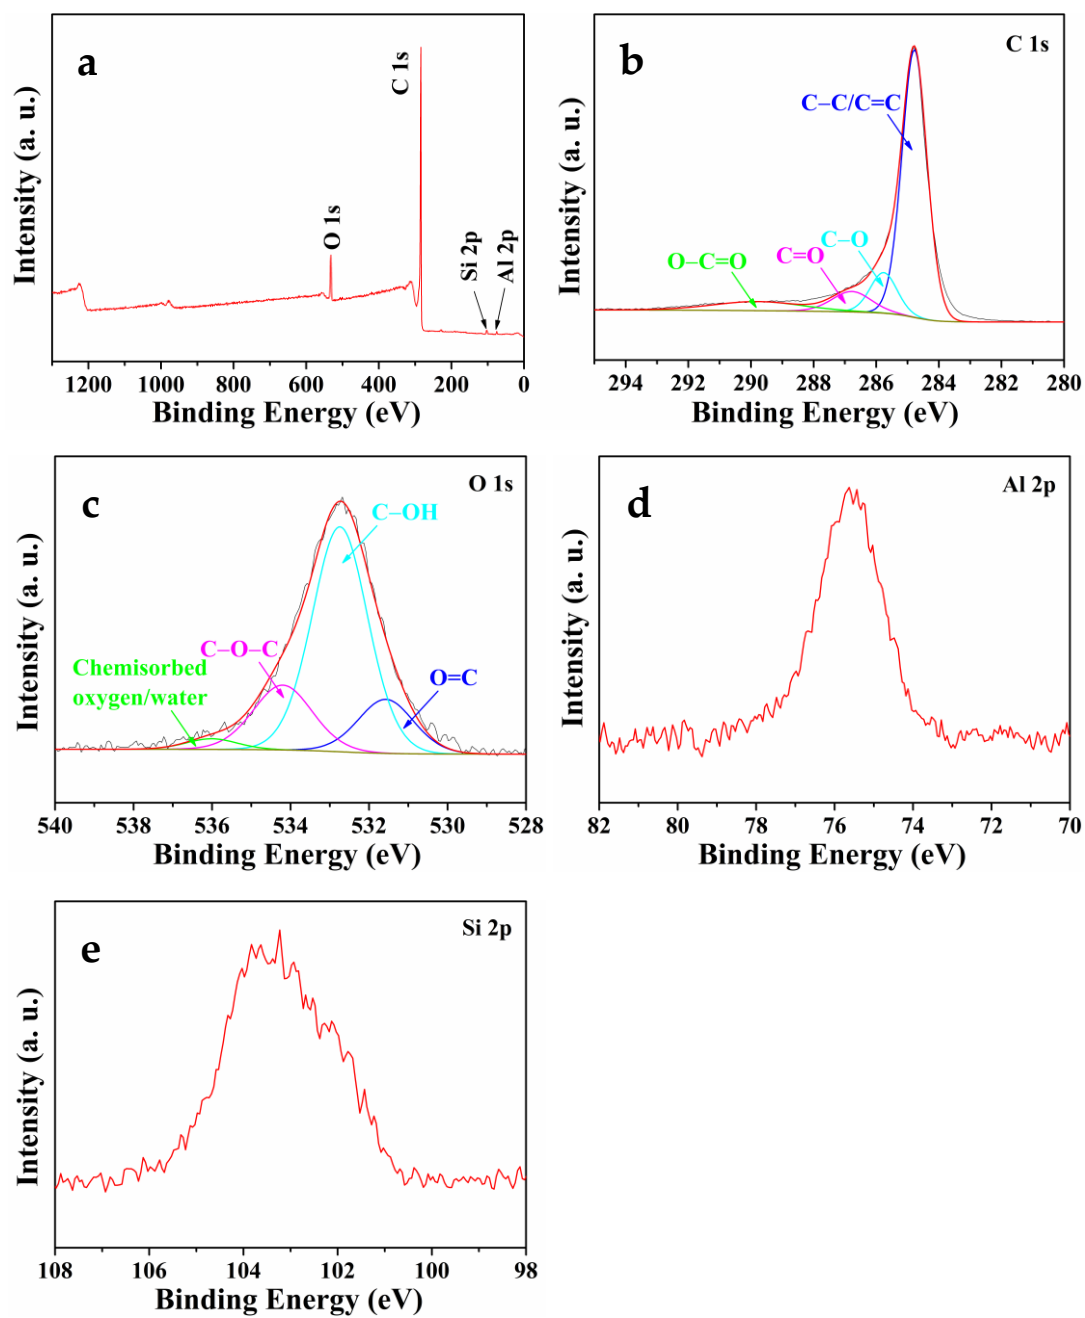 a
C 1s
O 1s
Si 2p
Al 2p
Intensity (a. u.)
1200 1000 800 600 400 200 0
Binding Energy (eV)
b
C 1s
C–C/C=C
C–O
C=O
O–C=O
Intensity (a. u.)
294 292 290 288 286 284 282 280
Binding Energy (eV)
c
O 1s
C–OH
C–O–C
O=C
Chemisorbed
oxygen/water
Intensity (a. u.)
540 538 536 534 532 530 528
Binding Energy (eV)
d
Al 2p
Intensity (a. u.)
82 80 78 76 74 72 70
Binding Energy (eV)
e
Si 2p
Intensity (a. u.)
108 106 104 102 100 98
Binding Energy (eV)